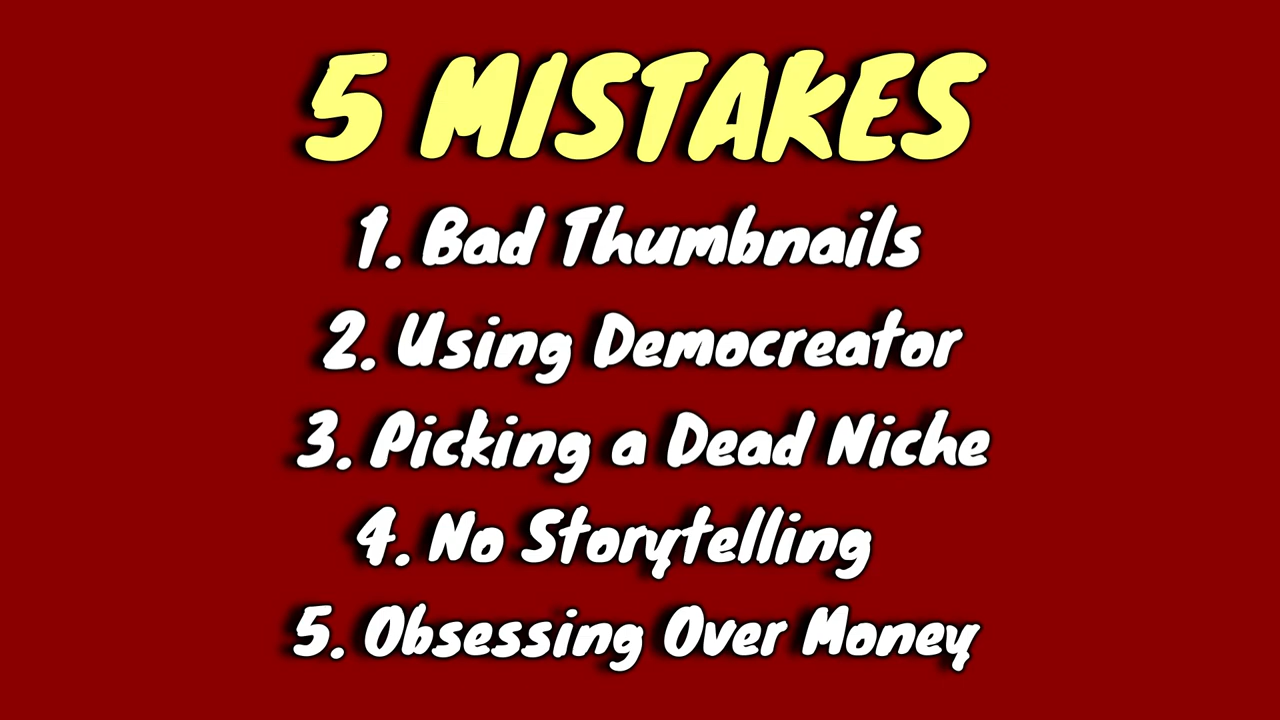 5 MISTAKES
1. Bad Thumbnails
2. Using Democreator
3. Picking a Dead Niche
4. No Storytelling
5. Obsessing Over Money